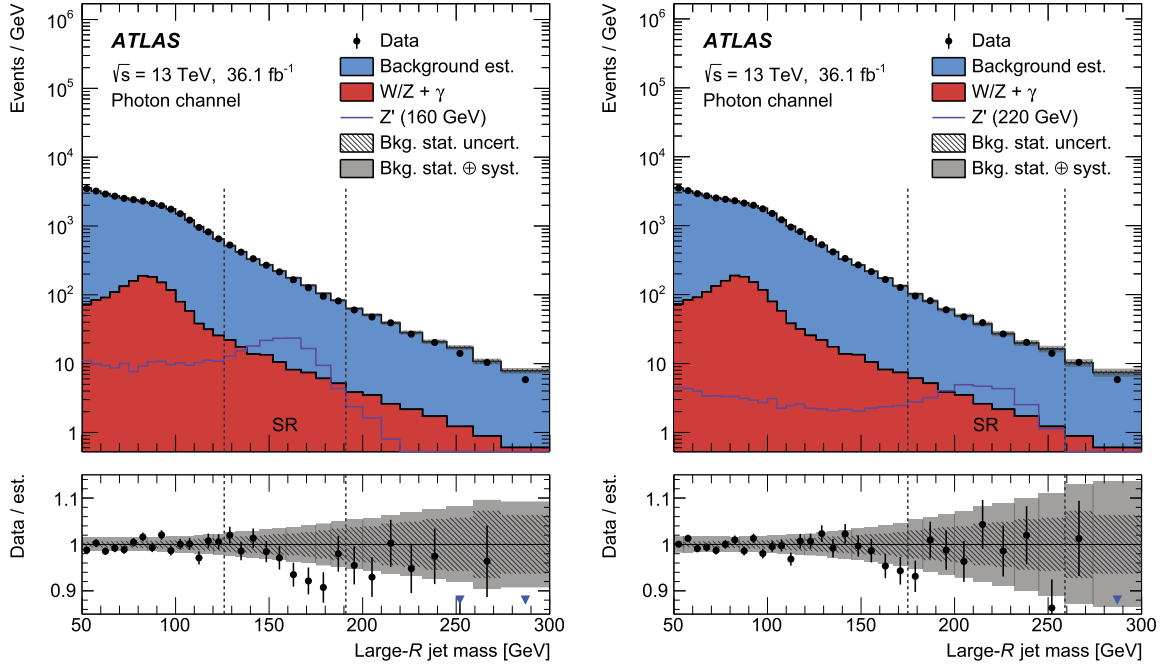 Events / GeV
10⁶
10⁵
10⁴
10³
10²
10
1
ATLAS
√s = 13 TeV, 36.1 fb⁻¹
Photon channel
Data
Background est.
W/Z + γ
Z' (160 GeV)
Bkg. stat. uncert.
Bkg. stat. ⊕ syst.
SR
Data / est.
1.1
1
0.9
50 100 150 200 250 300
Large-R jet mass [GeV]
Events / GeV
10⁶
10⁵
10⁴
10³
10²
10
1
ATLAS
√s = 13 TeV, 36.1 fb⁻¹
Photon channel
Data
Background est.
W/Z + γ
Z' (220 GeV)
Bkg. stat. uncert.
Bkg. stat. ⊕ syst.
SR
Data / est.
1.1
1
0.9
50 100 150 200 250 300
Large-R jet mass [GeV]